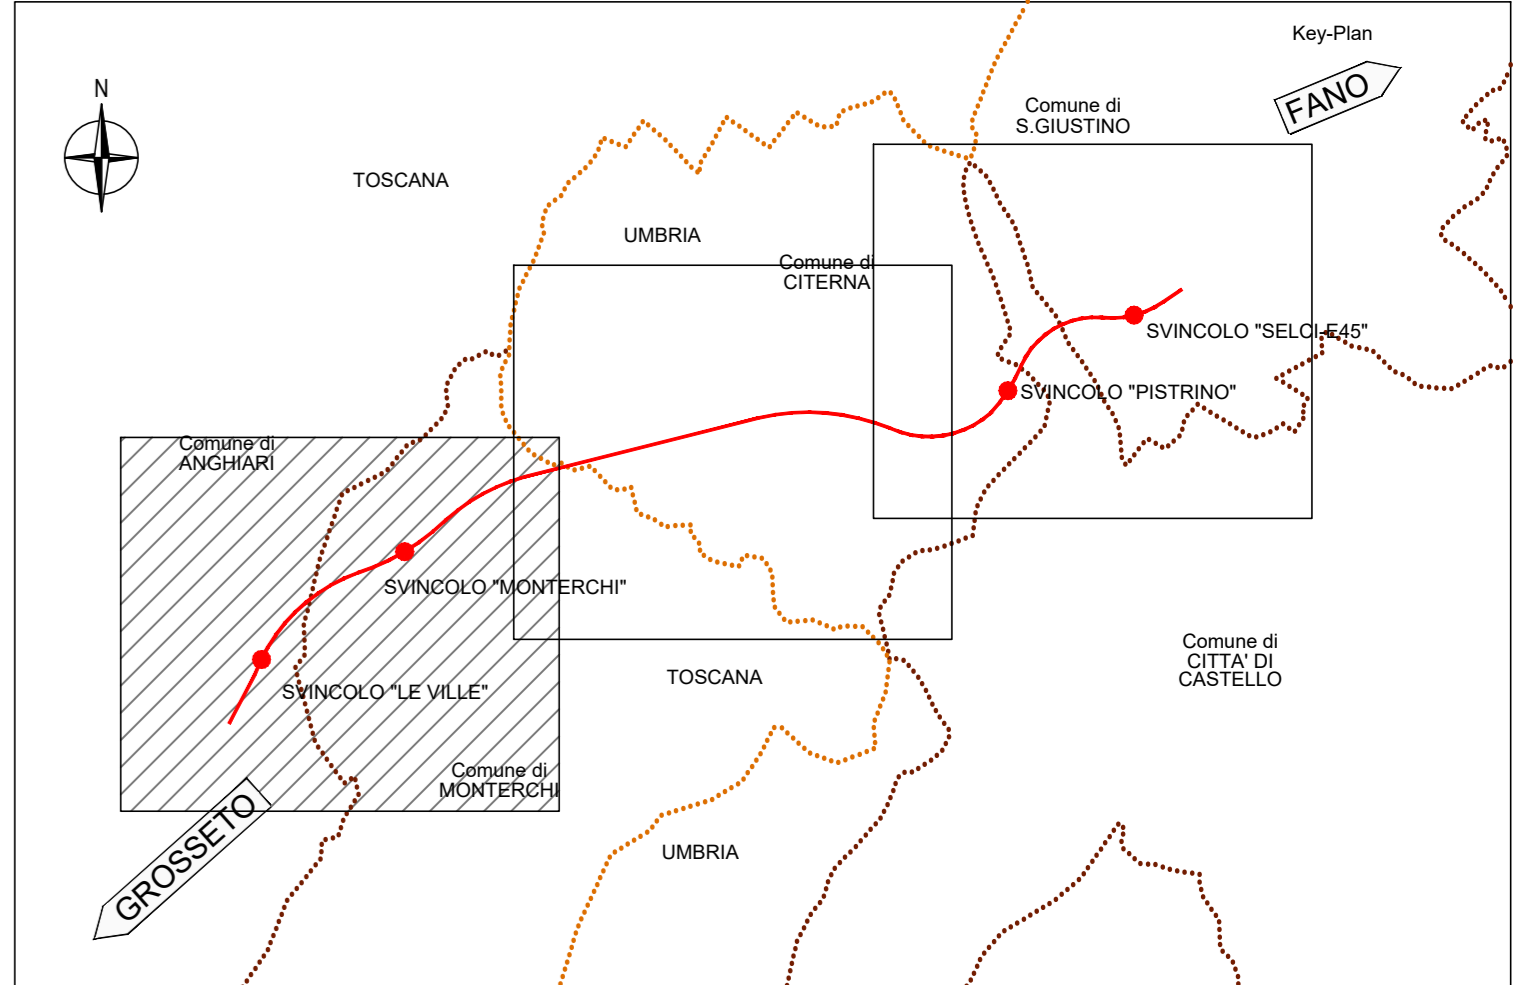 Key-Plan
FANO
N
Comune di
S.GIUSTINO
TOSCANA
UMBRIA
Comune di
CITERNA
SVINCOLO "SELCI-E45"
SVINCOLO "PISTRINO"
Comune di
ANGHIARI
SVINCOLO "MONTERCHI"
Comune di
CITTA' DI
CASTELLO
TOSCANA
SVINCOLO "LE VILLE"
Comune di
MONTERCHI
GROSSETO
UMBRIA